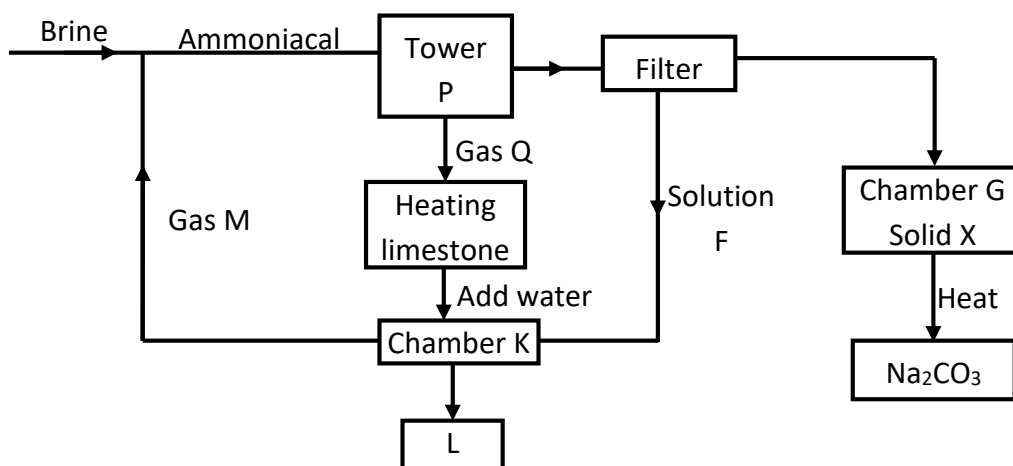 Brine
Ammoniacal
Tower
P
Filter
Gas Q
Heating
limestone
Gas M
Solution
F
Chamber G
Solid X
Add water
Heat
Chamber K
Na₂CO₃
L